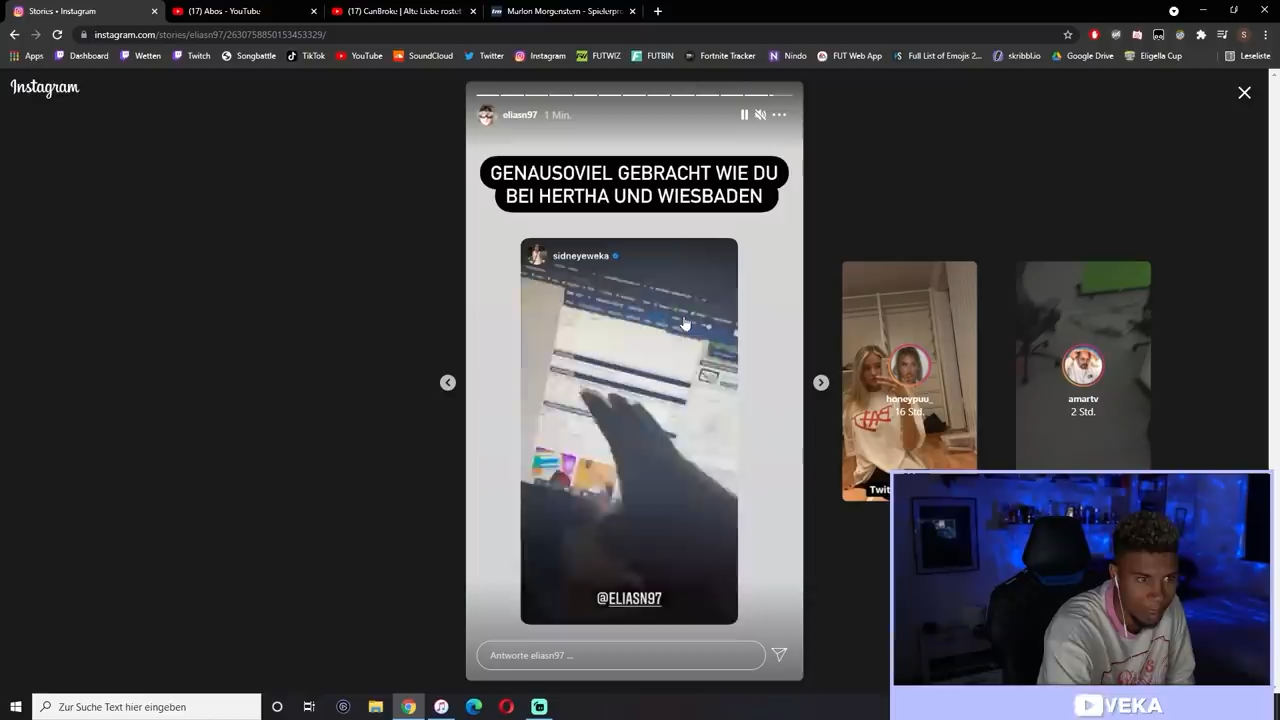 Stories • Instagram
(17) Abos - YouTube
(17) CunBroke | Alte Liebe rostet
Marlon Morgenstern - Spielerpro
instagram.com/stories/eliasn97/2630758850153453329/
Apps
Dashboard
Wetten
Twitch
Songbattle
TikTok
YouTube
SoundCloud
Twitter
Instagram
FUTWIZ
FUTBIN
Fortnite Tracker
Nindo
FUT Web App
Full List of Emojis 2...
skribbl.io
Google Drive
Eligella Cup
Leseliste
Instagram
eliasn97 1 Min.
GENAUSOVIEL GEBRACHT WIE DU
BEI HERTHA UND WIESBADEN
sidneyeweka
@ELIASN97
Antworte eliasn97 ...
honeypuu_
16 Std.
Twit
amartv
2 Std.
VEKA
Zur Suche Text hier eingeben